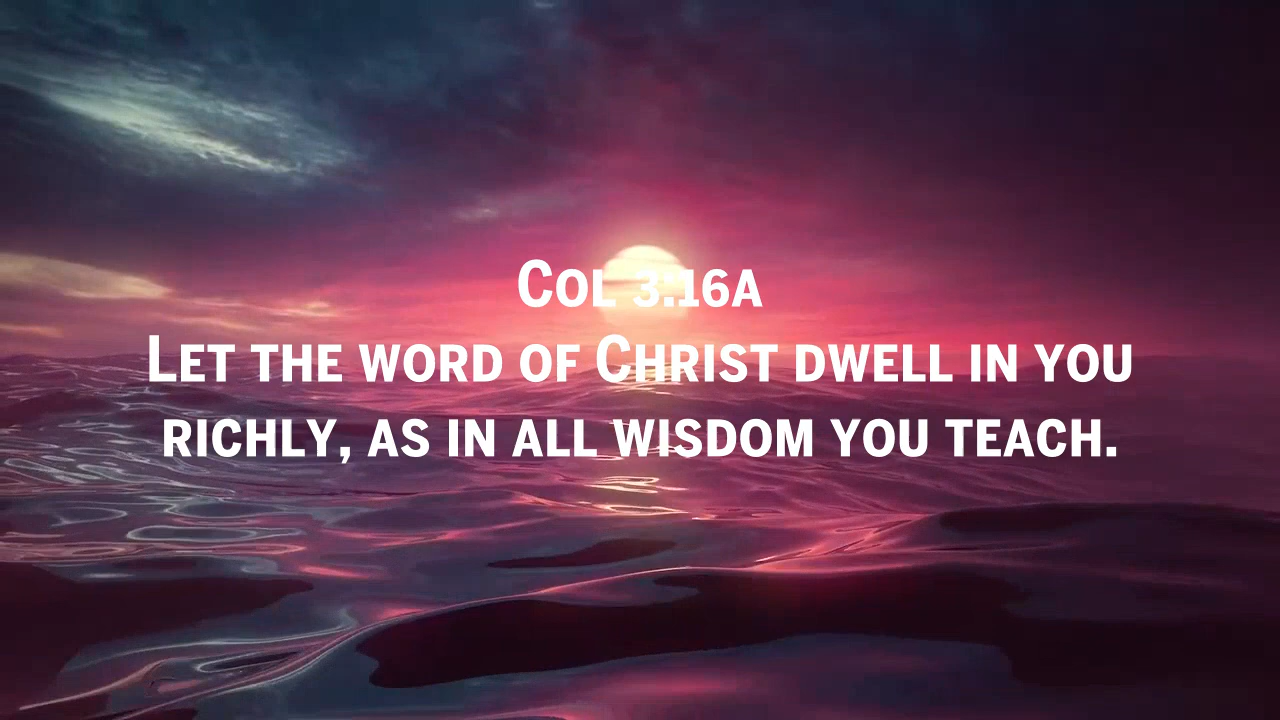 Col 3:16a
Let the word of Christ dwell in you
richly, as in all wisdom you teach.